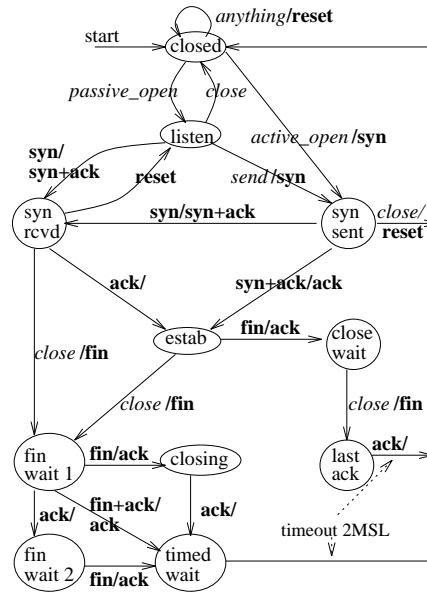 anything/reset
start
closed
passive_open
close
listen
active_open/syn
syn/
syn+ack
reset
send/syn
syn
rcvd
syn/syn+ack
syn
sent
close/
reset
ack/
syn+ack/ack
estab
fin/ack
close
wait
close/fin
close/fin
close/fin
fin
wait 1
fin/ack
closing
last
ack
ack/
ack/
fin+ack/
ack
ack/
timeout 2MSL
fin
wait 2
fin/ack
timed
wait